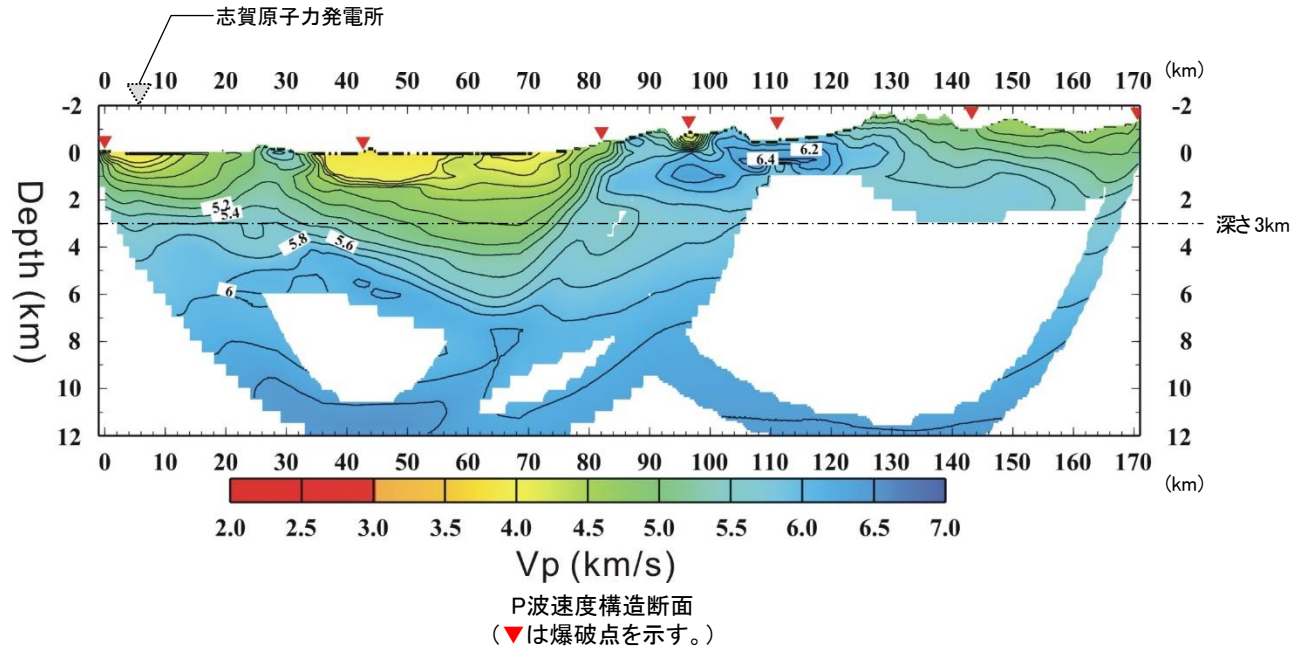 志賀原子力発電所
0 10 20 30 40 50 60 70 80 90 100 110 120 130 140 150 160 170 (km)
-2 -2
0 0
6.2
6.4
2 2
5.2
5.4
深さ3km
5.8 5.6
4 4
6 6
6
8 8
10 10
12 12
Depth (km)
0 10 20 30 40 50 60 70 80 90 100 110 120 130 140 150 160 170
(km)
2.0 2.5 3.0 3.5 4.0 4.5 5.0 5.5 6.0 6.5 7.0
Vp (km/s)
P波速度構造断面
(▼は爆破点を示す。)